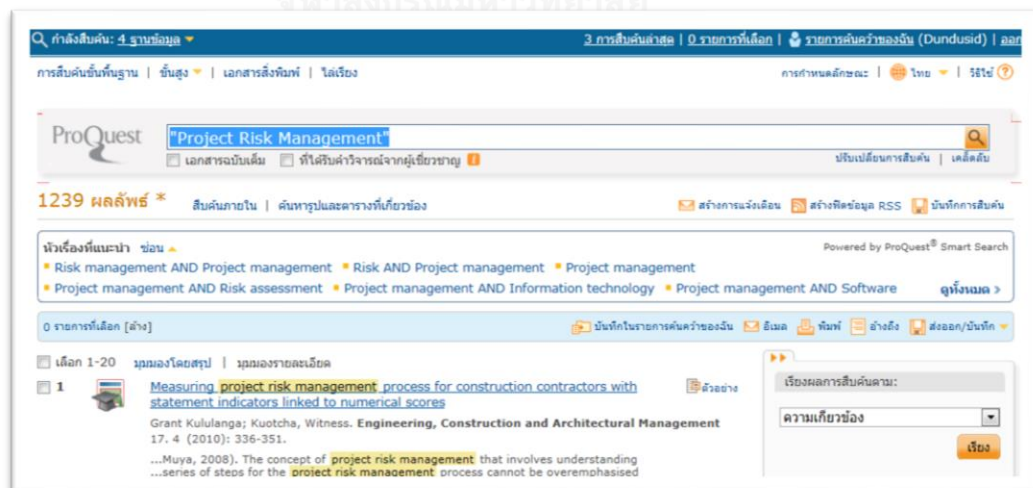 จุฬาลงกรณ์มหาวิทยาลัย
กำลังสืบค้น: 4 ฐานข้อมูล 3 การสืบค้นล่าสุด | 0 รายการที่เลือก | รายการค้นคว้าของฉัน (Dundusid) | ออก
การสืบค้นขั้นพื้นฐาน | ขั้นสูง | เอกสารสิ่งพิมพ์ | ไล่เรียง การกำหนดลักษณะ | ไทย | วิธีใช้ ?
ProQuest "Project Risk Management"
เอกสารฉบับเต็ม ที่ได้รับคำวิจารณ์จากผู้เชี่ยวชาญ i ปรับเปลี่ยนการสืบค้น | เคล็ดลับ
1239 ผลลัพธ์ * สืบค้นภายใน | ค้นหารูปและตารางที่เกี่ยวข้อง สร้างการแจ้งเตือน สร้างฟีดข้อมูล RSS บันทึกการสืบค้น
หัวเรื่องที่แนะนำ ซ่อน Powered by ProQuest® Smart Search
Risk management AND Project management Risk AND Project management Project management
Project management AND Risk assessment Project management AND Information technology Project management AND Software ดูทั้งหมด >
0 รายการที่เลือก [ล้าง] บันทึกในรายการค้นคว้าของฉัน อีเมล พิมพ์ อ้างถึง ส่งออก/บันทึก
เลือก 1-20 มุมมองโดยสรุป | มุมมองรายละเอียด
1 Measuring project risk management process for construction contractors with ตัวอย่าง
statement indicators linked to numerical scores
Grant Kululanga; Kuotcha, Witness. Engineering, Construction and Architectural Management
17. 4 (2010): 336-351.
...Muya, 2008). The concept of project risk management that involves understanding
...series of steps for the project risk management process cannot be overemphasised
เรียงผลการสืบค้นตาม:
ความเกี่ยวข้อง
เรียง